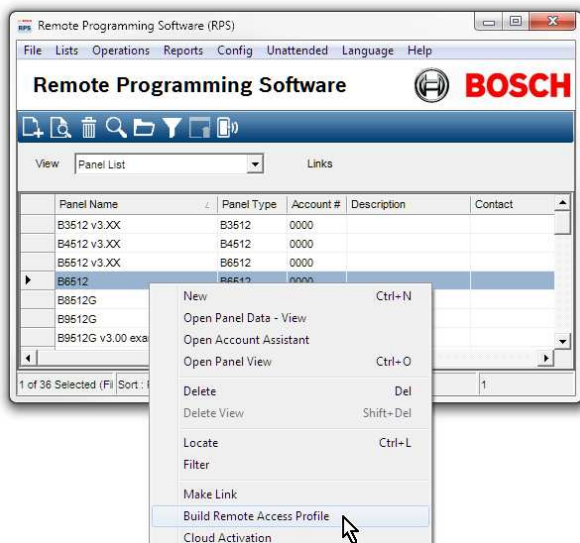 RPS Remote Programming Software (RPS)
File Lists Operations Reports Config Unattended Language Help
Remote Programming Software BOSCH
View Panel List Links
Panel Name Panel Type Account # Description Contact
B3512 v3.XX B3512 0000
B4512 v3.XX B4512 0000
B5512 v3.XX B6512 0000
B6512 B6512 0000
B8512G
B9512G
B9512G v3.00 exa
1 of 36 Selected (Fil Sort : 1
New Ctrl+N
Open Panel Data - View
Open Account Assistant
Open Panel View Ctrl+O
Delete Del
Delete View Shift+Del
Locate Ctrl+L
Filter
Make Link
Build Remote Access Profile
Cloud Activation